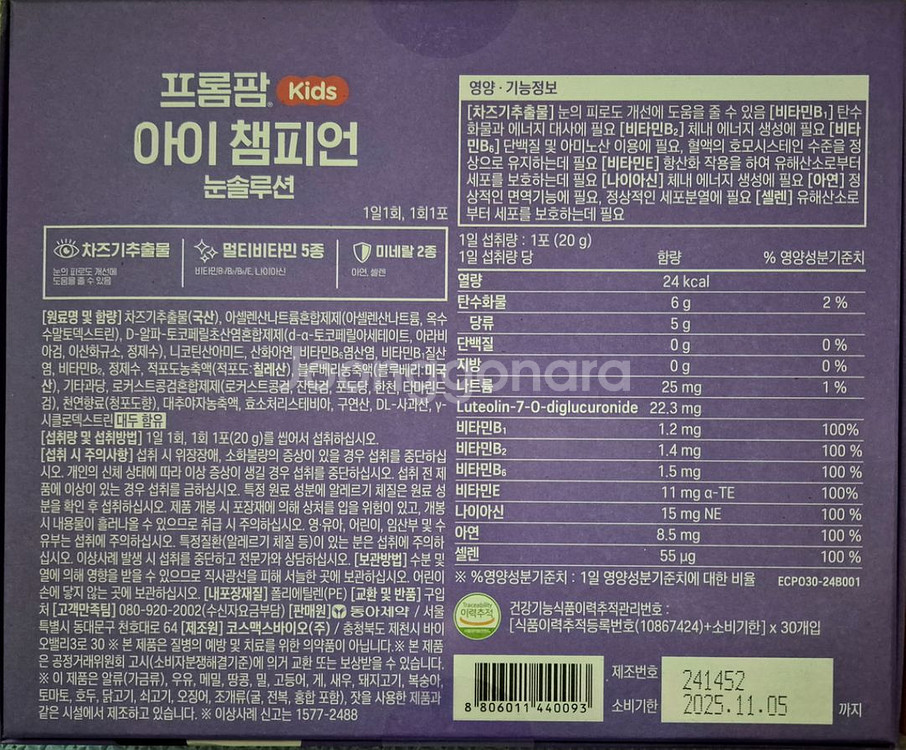 프롬팜 Kids
아이 챔피언
눈솔루션
1일1회, 1회1포
차즈기추출물
눈의 피로도 개선에
도움을 줄 수 있음
멀티비타민 5종
비타민B₁/B₂/B₆/E, 나이아신
미네랄 2종
아연, 셀렌
[원료명 및 함량] 차즈기추출물(국산), 아셀렌산나트륨혼합제제(아셀렌산나트륨, 옥수
수말토덱스트린), D-알파-토코페릴초산염혼합제제(d-α-토코페릴아세테이트, 아라비
아검, 이산화규소, 정제수), 니코틴산아미드, 산화아연, 비타민B₆염산염, 비타민B₁질산
염, 비타민B₂, 정제수, 적포도농축액(적포도:칠레산), 블루베리농축액(블루베리:미국
산), 기타과당, 로커스트콩검혼합제제(로커스트콩검, 잔탄검, 포도당, 한천, 타마린드
검), 천연향료(청포도향), 대추야자농축액, 효소처리스테비아, 구연산, DL-사과산, γ-
시클로덱스트린 대두 함유
[섭취량 및 섭취방법] 1일 1회, 1회 1포(20 g)를 씹어서 섭취하십시오.
[섭취 시 주의사항] 섭취 시 위장장애, 소화불량의 증상이 있을 경우 섭취를 중단하십
시오. 개인의 신체 상태에 따라 이상 증상이 생길 경우 섭취를 중단하십시오. 섭취 전 제
품에 이상이 있는 경우 섭취를 금하십시오. 특정 원료 성분에 알레르기 체질은 원료 성
분을 확인 후 섭취하십시오. 제품 개봉 시 포장재에 의해 상처를 입을 위험이 있고, 개봉
시 내용물이 흘러나올 수 있으므로 취급 시 주의하십시오. 영·유아, 어린이, 임산부 및 수
유부는 섭취에 주의하십시오. 특정질환(알레르기 체질 등)이 있는 분은 섭취에 주의하
십시오. 이상사례 발생 시 섭취를 중단하고 전문가와 상담하십시오. [보관방법] 수분 및
열에 의해 영향을 받을 수 있으므로 직사광선을 피해 서늘한 곳에 보관하십시오. 어린이
손에 닿지 않는 곳에 보관하십시오. [내포장재질] 폴리에틸렌(PE) [교환 및 반품] 구입
처 [고객만족팀] 080-920-2002(수신자요금부담) [판매원] 동아제약 / 서울
특별시 동대문구 천호대로 64 [제조원] 코스맥스바이오(주) / 충청북도 제천시 바이
오밸리3로 30 ※ 본 제품은 질병의 예방 및 치료를 위한 의약품이 아닙니다.※ 본 제품
은 공정거래위원회 고시(소비자분쟁해결기준)에 의거 교환 또는 보상받을 수 있습니다.
※ 이 제품은 알류(가금류), 우유, 메밀, 땅콩, 밀, 고등어, 게, 새우, 돼지고기, 복숭아,
토마토, 호두, 닭고기, 쇠고기, 오징어, 조개류(굴, 전복, 홍합 포함), 잣을 사용한 제품과
같은 시설에서 제조하고 있습니다. ※ 이상사례 신고는 1577-2488
영양·기능정보
[차즈기추출물] 눈의 피로도 개선에 도움을 줄 수 있음 [비타민B₁] 탄수
화물과 에너지 대사에 필요 [비타민B₂] 체내 에너지 생성에 필요 [비타
민B₆] 단백질 및 아미노산 이용에 필요, 혈액의 호모시스테인 수준을 정
상으로 유지하는데 필요 [비타민E] 항산화 작용을 하여 유해산소로부터
세포를 보호하는데 필요 [나이아신] 체내 에너지 생성에 필요 [아연] 정
상적인 면역기능에 필요, 정상적인 세포분열에 필요 [셀렌] 유해산소로
부터 세포를 보호하는데 필요
1일 섭취량 : 1포 (20 g)
1일 섭취량 당 함량 % 영양성분기준치
열량 24 kcal
탄수화물 6 g 2 %
당류 5 g
단백질 0 g 0 %
지방 0 g 0 %
나트륨 25 mg 1 %
Luteolin-7-O-diglucuronide 22.3 mg
비타민B₁ 1.2 mg 100%
비타민B₂ 1.4 mg 100 %
비타민B₆ 1.5 mg 100 %
비타민E 11 mg α-TE 100%
나이아신 15 mg NE 100 %
아연 8.5 mg 100 %
셀렌 55 µg 100 %
※ %영양성분기준치 : 1일 영양성분기준치에 대한 비율 ECP030-24B001
Traceability
이력추적
건강기능식품이력추적관리번호 :
[식품이력추적등록번호(10867424)+소비기한] x 30개입
8 806011 440093
제조번호 241452
소비기한 2025.11.05 까지
Joonggonara